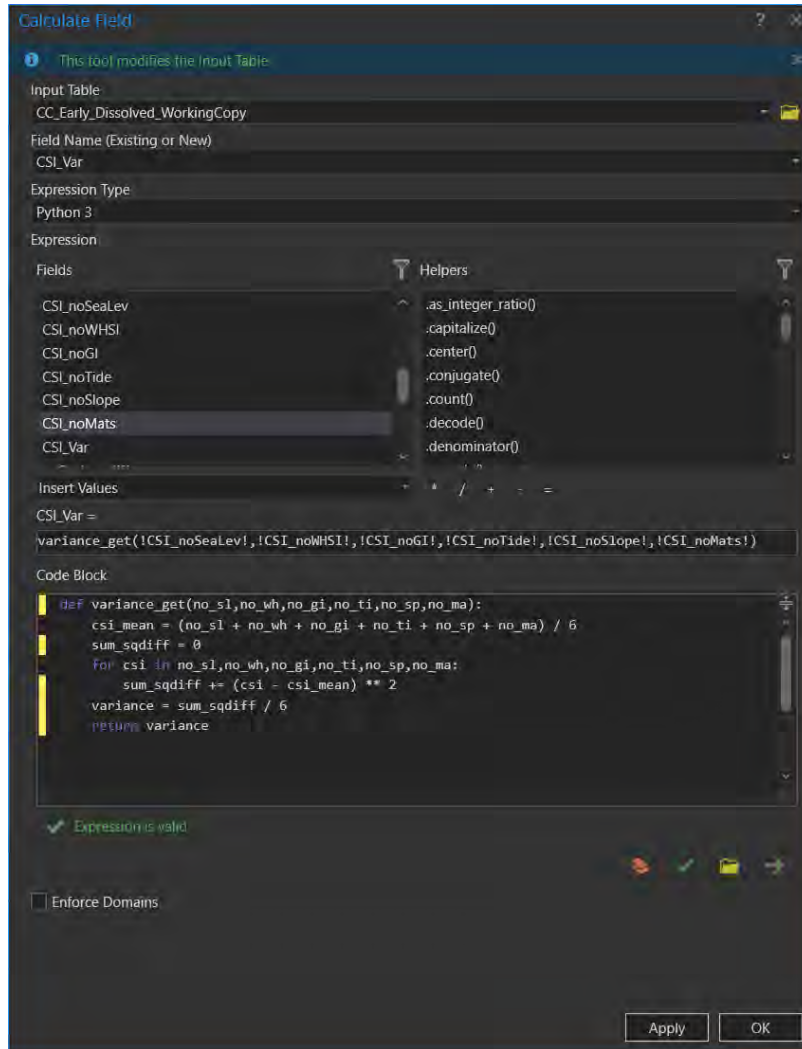 Calculate Field
?
This tool modifies the Input Table
Input Table
CC_Early_Dissolved_WorkingCopy
Field Name (Existing or New)
CSI_Var
Expression Type
Python 3
Expression
Fields
Helpers
CSI_noSeaLev
CSI_noWHSI
CSI_noGI
CSI_noTide
CSI_noSlope
CSI_noMats
CSI_Var
.as_integer_ratio()
.capitalize()
.center()
.conjugate()
.count()
.decode()
.denominator()
Insert Values
* / + - =
CSI_Var =
variance_get(!CSI_noSeaLev!,!CSI_noWHSI!,!CSI_noGI!,!CSI_noTide!,!CSI_noSlope!,!CSI_noMats!)
Code Block
def variance_get(no_sl,no_wh,no_gi,no_ti,no_sp,no_ma):
    csi_mean = (no_sl + no_wh + no_gi + no_ti + no_sp + no_ma) / 6
    sum_sqdiff = 0
    for csi in no_sl,no_wh,no_gi,no_ti,no_sp,no_ma:
        sum_sqdiff += (csi - csi_mean) ** 2
    variance = sum_sqdiff / 6
    return variance
Expression is valid
Enforce Domains
Apply
OK